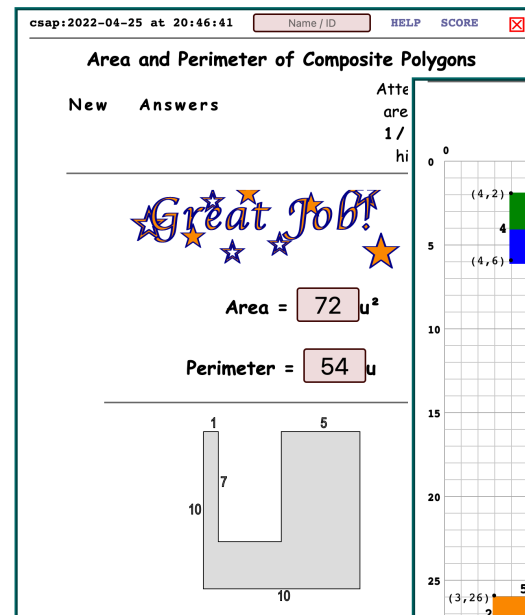 csap:2022-04-25 at 20:46:41 Name / ID HELP SCORE
Area and Perimeter of Composite Polygons
New Answers
Atte
are
1 /
hi
Great Job!
Area = 72 u²
Perimeter = 54 u
1 5
7
10
10
0
0
(4,2)
4
5
(4,6)
10
15
20
25
5
(3,26)
2